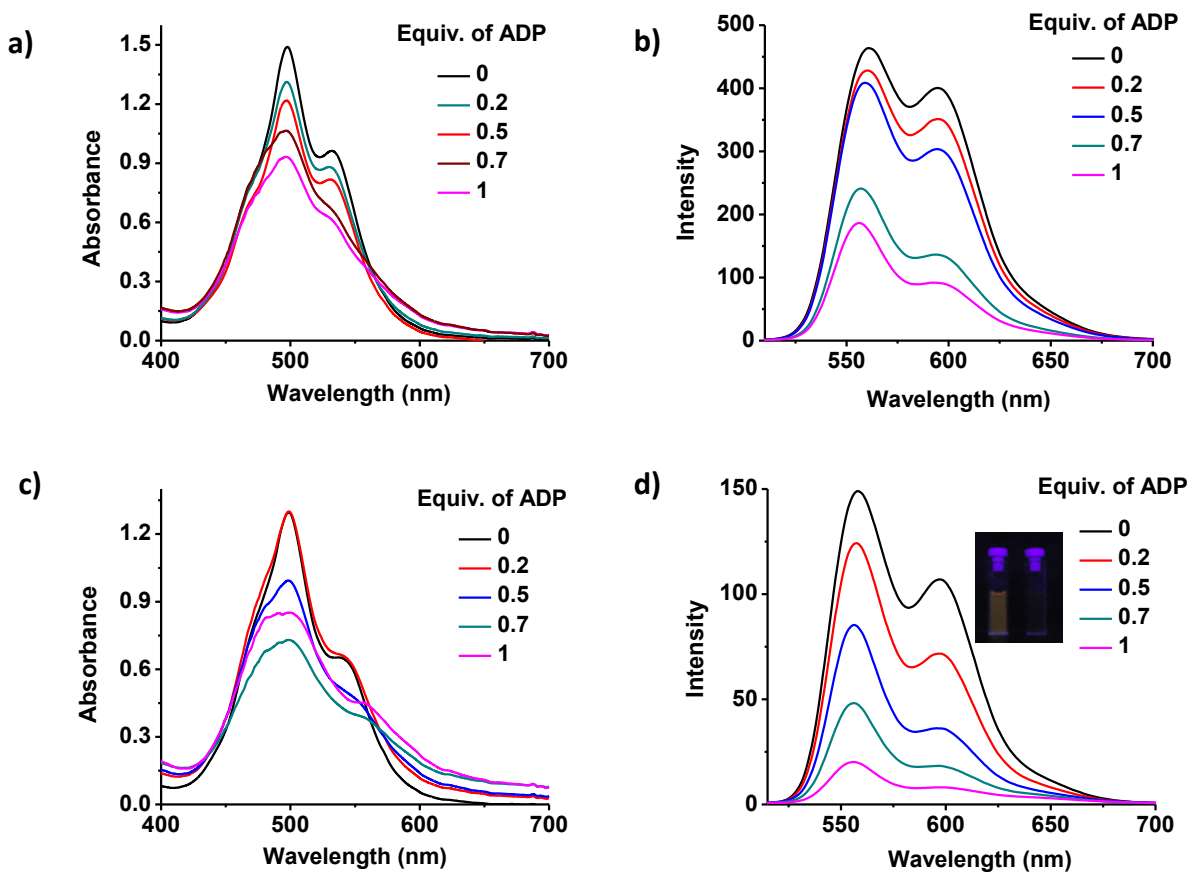 a)
Equiv. of ADP
0
0.2
0.5
0.7
1
1.5
1.2
0.9
0.6
0.3
0.0
Absorbance
400 500 600 700
Wavelength (nm)
b)
Equiv. of ADP
0
0.2
0.5
0.7
1
500
400
300
200
100
0
Intensity
550 600 650 700
Wavelength (nm)
c)
Equiv. of ADP
0
0.2
0.5
0.7
1
1.2
0.9
0.6
0.3
0.0
Absorbance
400 500 600 700
Wavelength (nm)
d)
Equiv. of ADP
0
0.2
0.5
0.7
1
150
100
50
0
Intensity
550 600 650 700
Wavelength (nm)